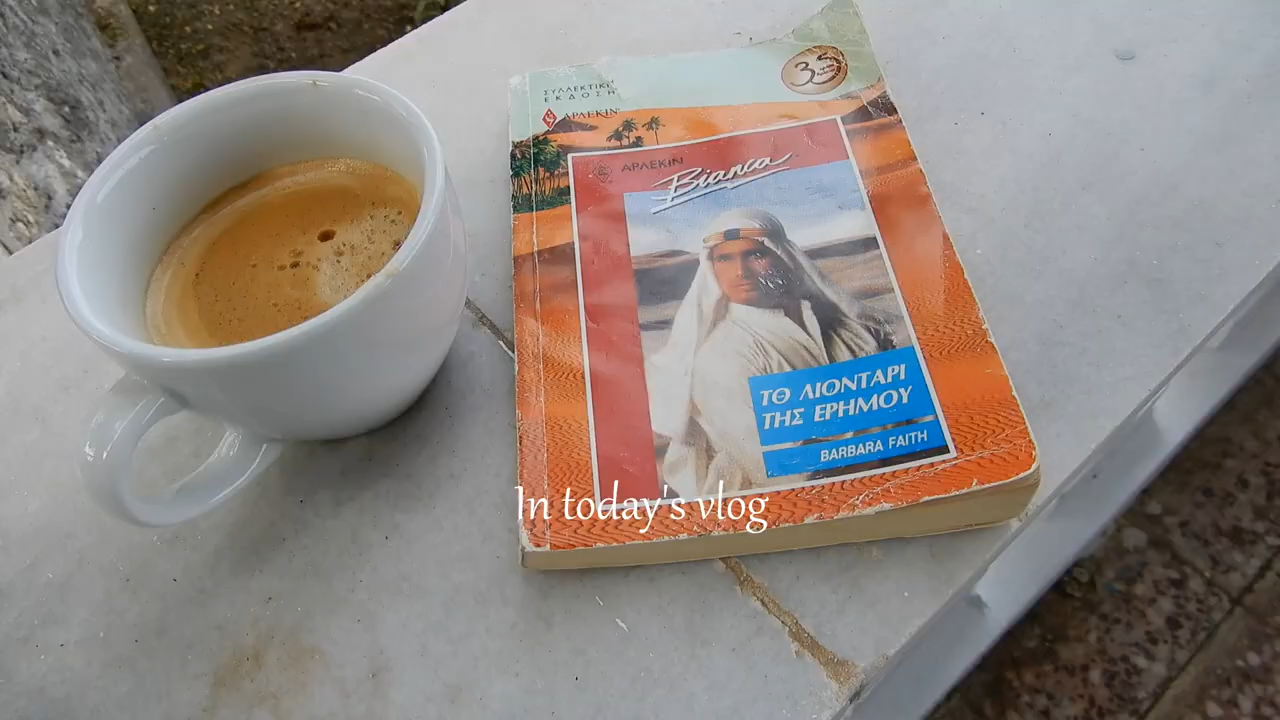 ΣΥΛΛΕΚΤΙΚΗ
ΕΚΔΟΣΗ
ΑΡΛΕΚΙΝ
35
ΑΡΛΕΚΙΝ
Bianca
ΤΟ ΛΙΟΝΤΑΡΙ
ΤΗΣ ΕΡΗΜΟΥ
BARBARA FAITH
In today's vlog